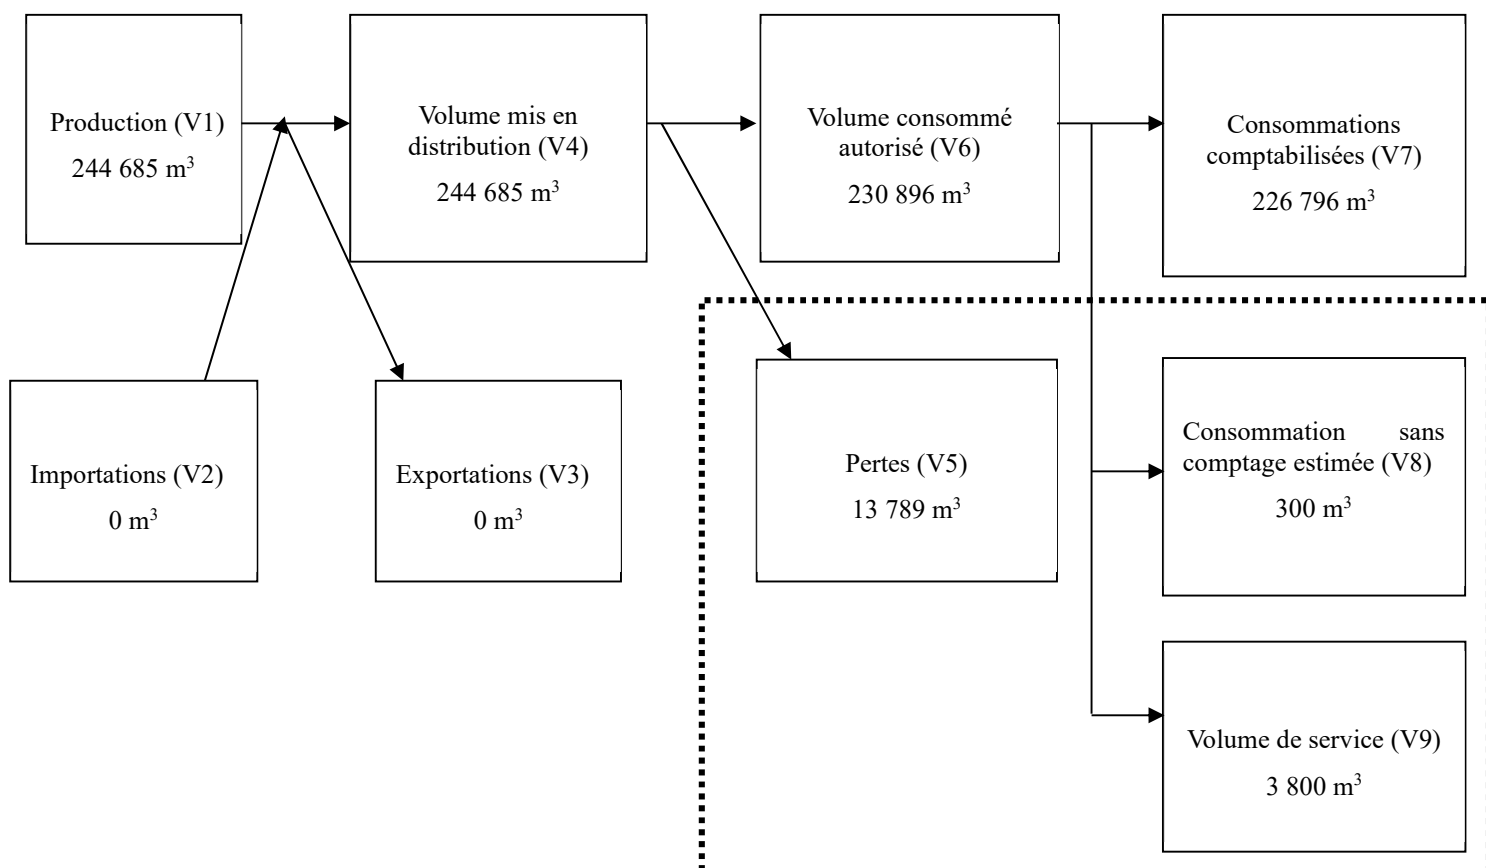 Production (V1)
244 685 m³
Volume mis en
distribution (V4)
244 685 m³
Volume consommé
autorisé (V6)
230 896 m³
Consommations
comptabilisées (V7)
226 796 m³
Importations (V2)
0 m³
Exportations (V3)
0 m³
Pertes (V5)
13 789 m³
Consommation sans
comptage estimée (V8)
300 m³
Volume de service (V9)
3 800 m³